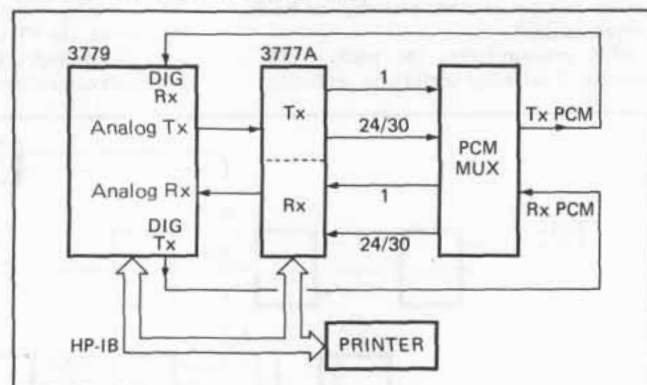 3779
3777A
DIG
Rx
Analog Tx
Analog Rx
DIG
Tx
Tx
Rx
1
24/30
1
24/30
PCM
MUX
Tx PCM
Rx PCM
HP-IB
PRINTER